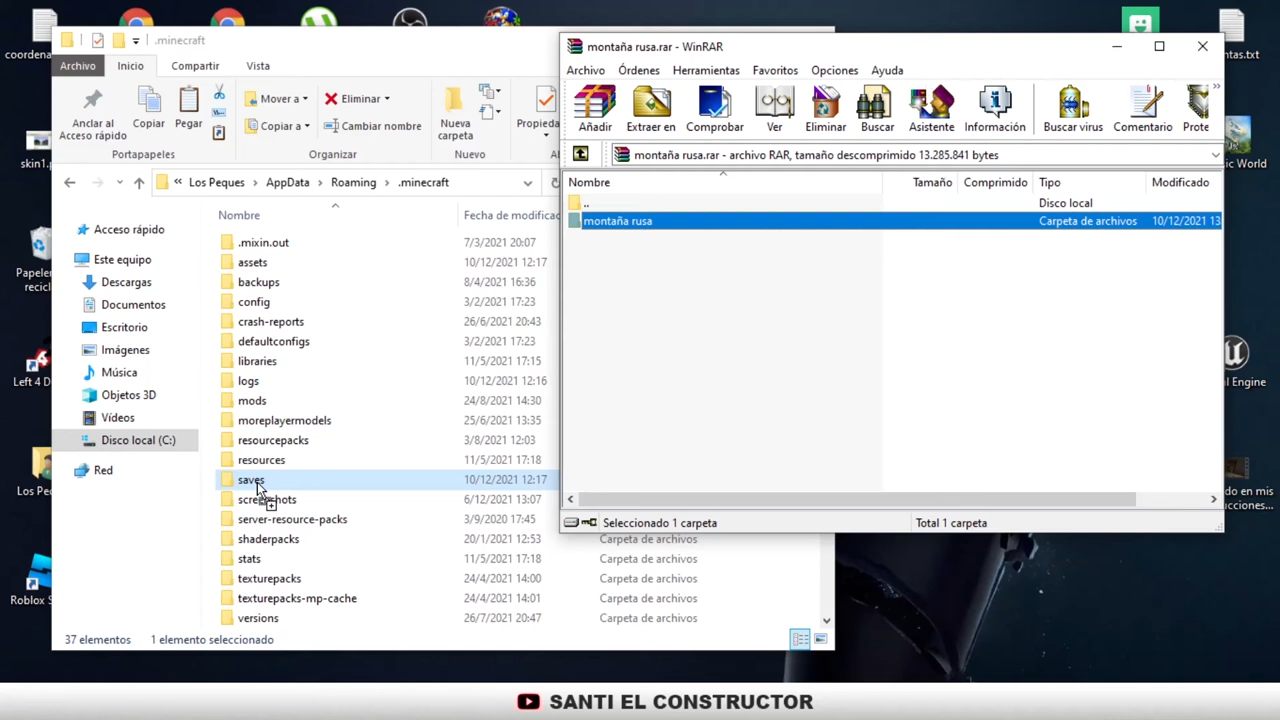 coordena
ntas.txt
skin1.p
sic World
Papeler
recicl
Left 4 D
al Engine
Los Pe
do en mis
cciones...
Roblox S
.minecraft
Archivo
Inicio
Compartir
Vista
Anclar al
Acceso rápido
Copiar
Pegar
Mover a
Copiar a
Eliminar
Cambiar nombre
Nueva
carpeta
Propieda
Portapapeles
Organizar
Nuevo
« Los Peques > AppData > Roaming > .minecraft
Acceso rápido
Este equipo
Descargas
Documentos
Escritorio
Imágenes
Música
Objetos 3D
Vídeos
Disco local (C:)
Red
Nombre Fecha de modificac
.mixin.out 7/3/2021 20:07
assets 10/12/2021 12:17
backups 8/4/2021 16:36
config 3/2/2021 17:23
crash-reports 26/6/2021 20:43
defaultconfigs 3/2/2021 17:23
libraries 11/5/2021 17:15
logs 10/12/2021 12:16
mods 24/8/2021 14:30
moreplayermodels 25/6/2021 13:35
resourcepacks 3/8/2021 12:03
resources 11/5/2021 17:18
saves 10/12/2021 12:17
screenshots 6/12/2021 13:07
server-resource-packs 3/9/2020 17:45
shaderpacks 20/1/2021 12:53 Carpeta de archivos
stats 11/5/2021 17:18 Carpeta de archivos
texturepacks 24/4/2021 14:00 Carpeta de archivos
texturepacks-mp-cache 24/4/2021 14:01 Carpeta de archivos
versions 26/7/2021 20:47 Carpeta de archivos
37 elementos 1 elemento seleccionado
montaña rusa.rar - WinRAR
Archivo Órdenes Herramientas Favoritos Opciones Ayuda
Añadir Extraer en Comprobar Ver Eliminar Buscar Asistente Información Buscar virus Comentario Prote
montaña rusa.rar - archivo RAR, tamaño descomprimido 13.285.841 bytes
Nombre Tamaño Comprimido Tipo Modificado
.. Disco local
montaña rusa Carpeta de archivos 10/12/2021 13
Seleccionado 1 carpeta Total 1 carpeta
SANTI EL CONSTRUCTOR